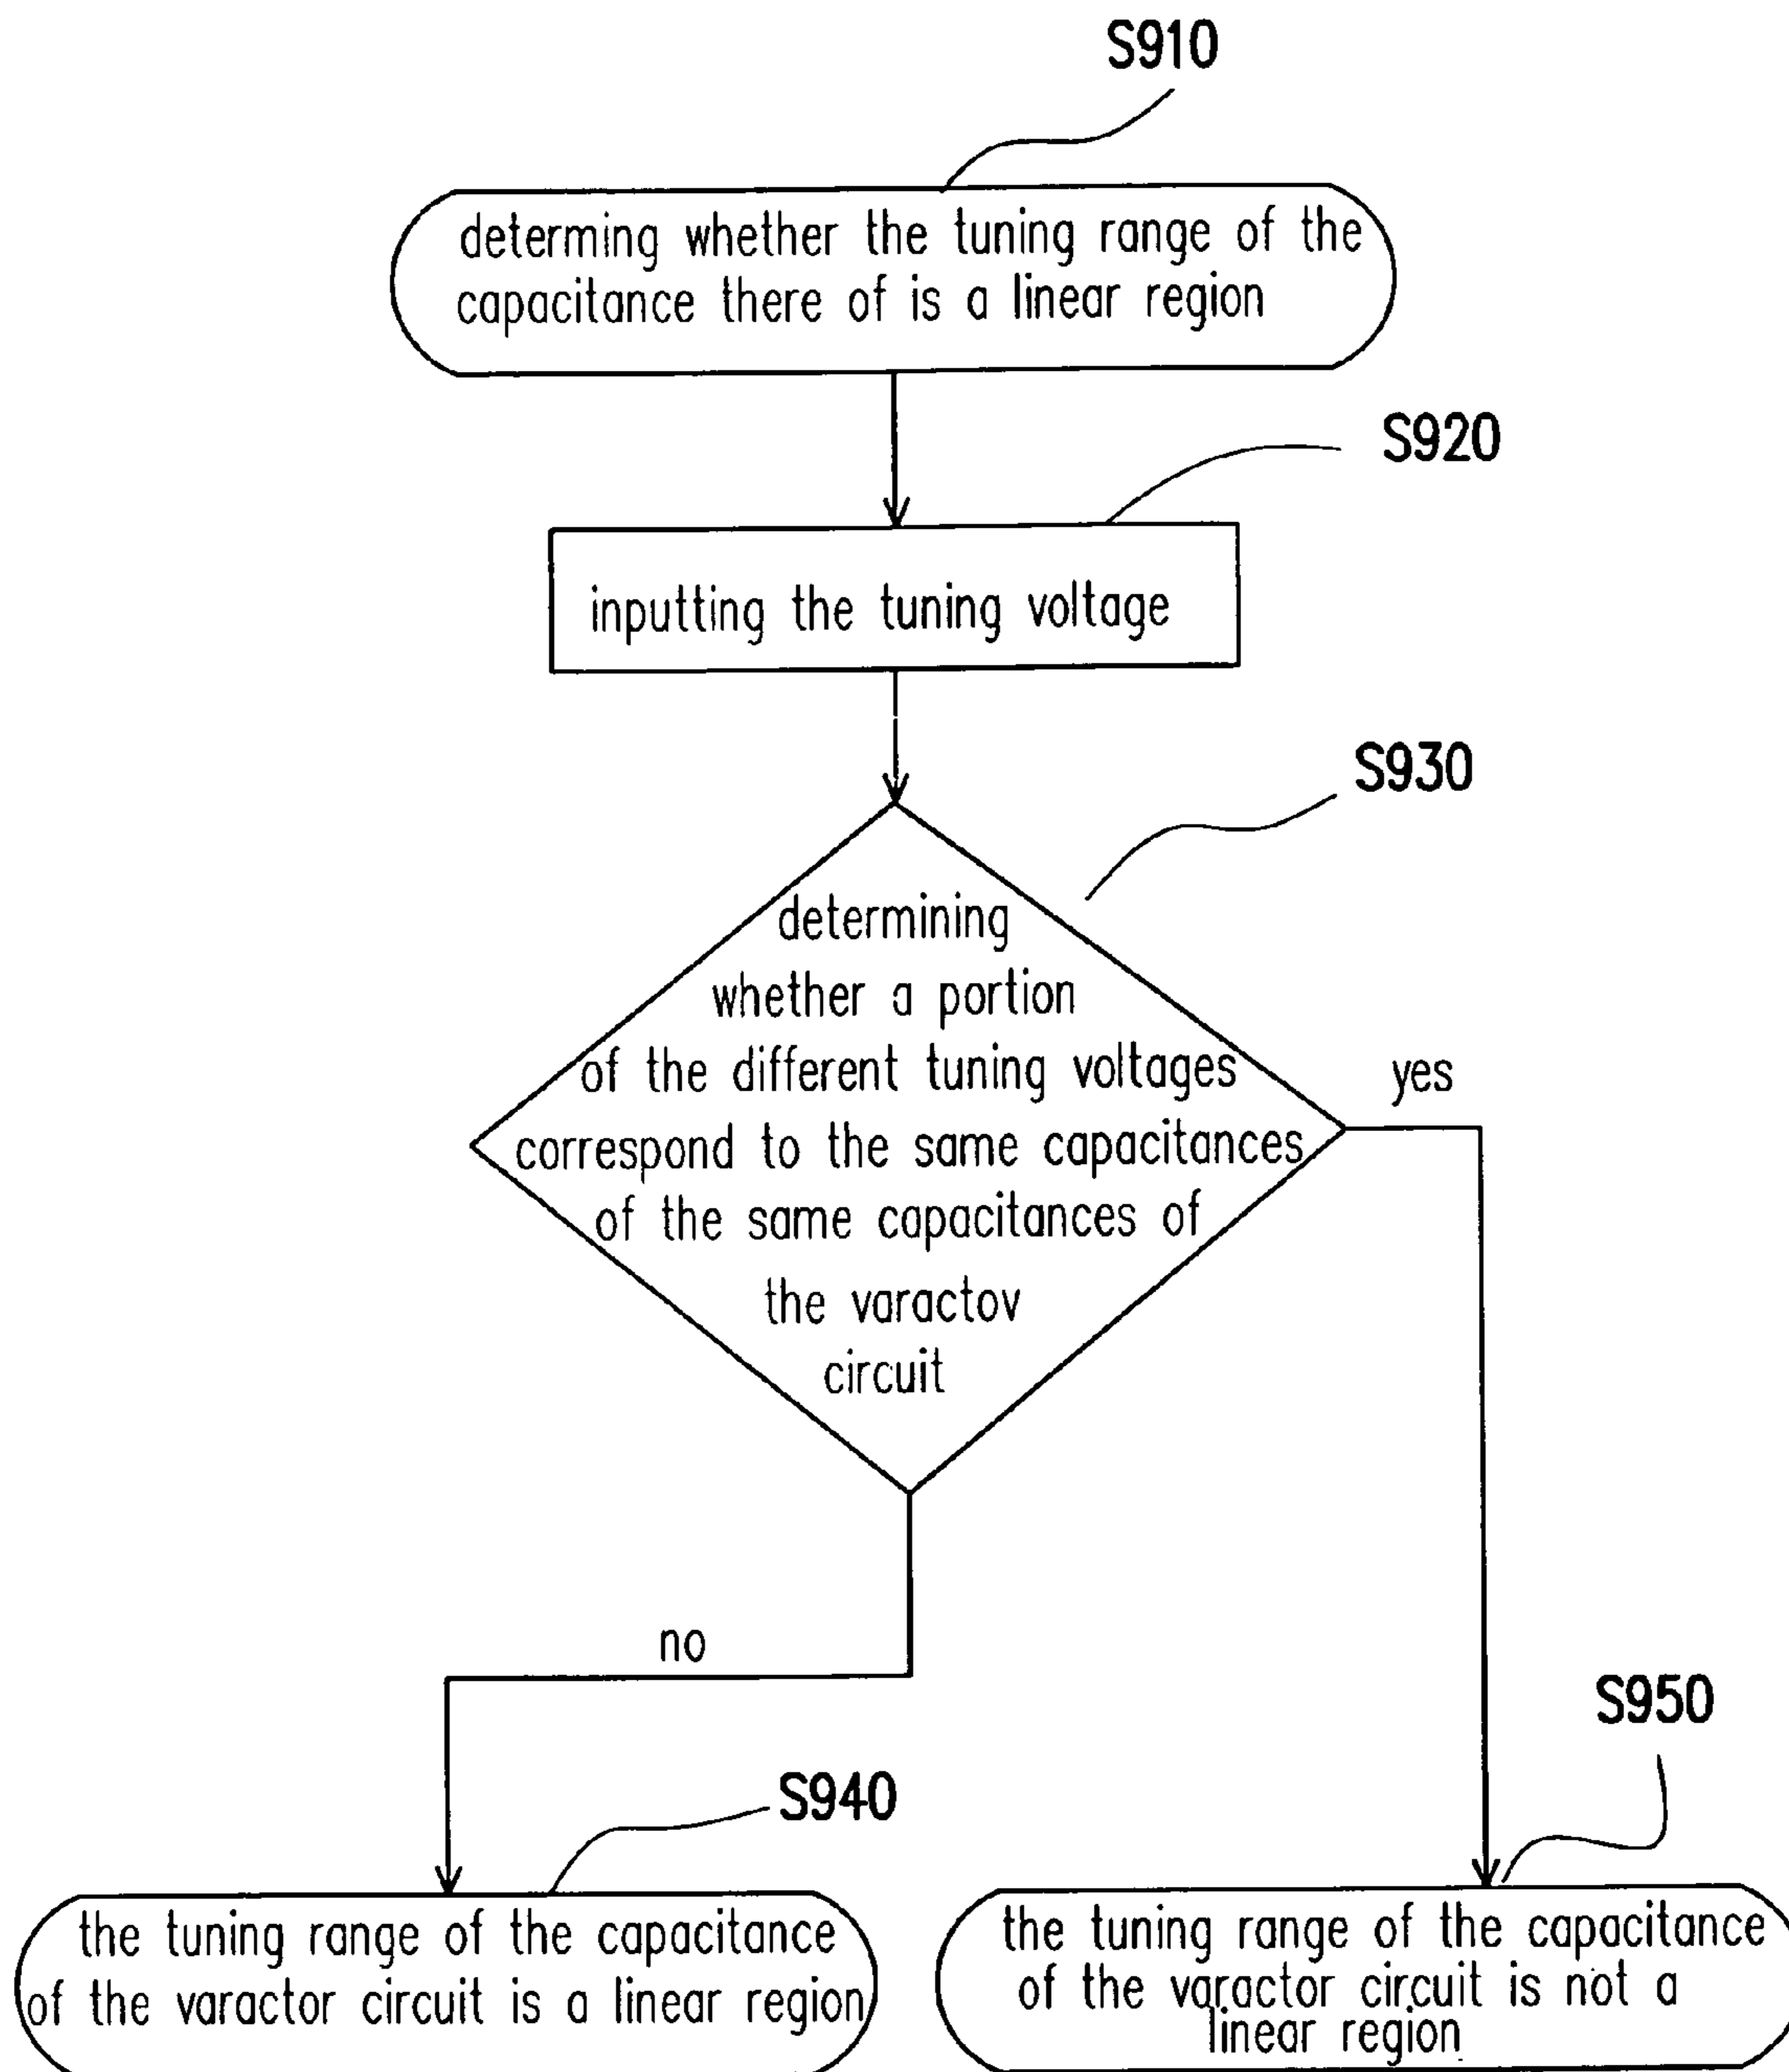 S910
determing whether the tuning range of the
capacitance there of is a linear region
S920
inputting the tuning voltage
S930
determining
whether a portion
of the different tuning voltages
correspond to the same capacitances
of the same capacitances of
the varactov
circuit
yes
no
S940
the tuning range of the capacitance
of the varactor circuit is a linear region
S950
the tuning range of the capacitance
of the varactor circuit is not a
linear region